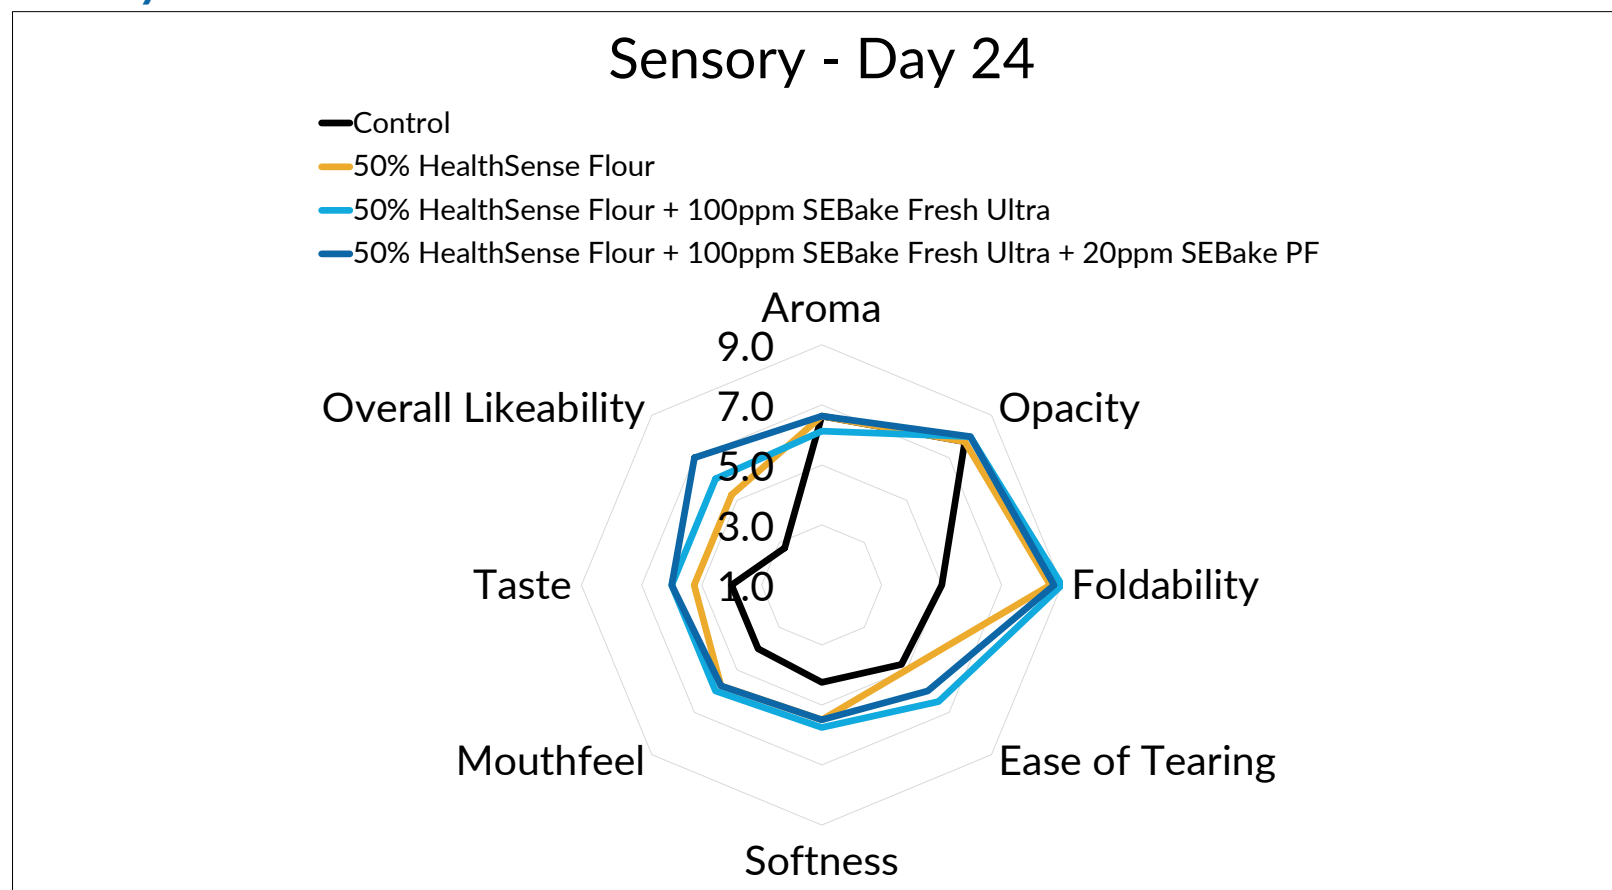 Sensory - Day 24
Control
50% HealthSense Flour
50% HealthSense Flour + 100ppm SEBake Fresh Ultra
50% HealthSense Flour + 100ppm SEBake Fresh Ultra + 20ppm SEBake PF
Aroma
9.0
Overall Likeability
7.0
Opacity
5.0
3.0
Taste
1.0
Foldability
Mouthfeel
Ease of Tearing
Softness